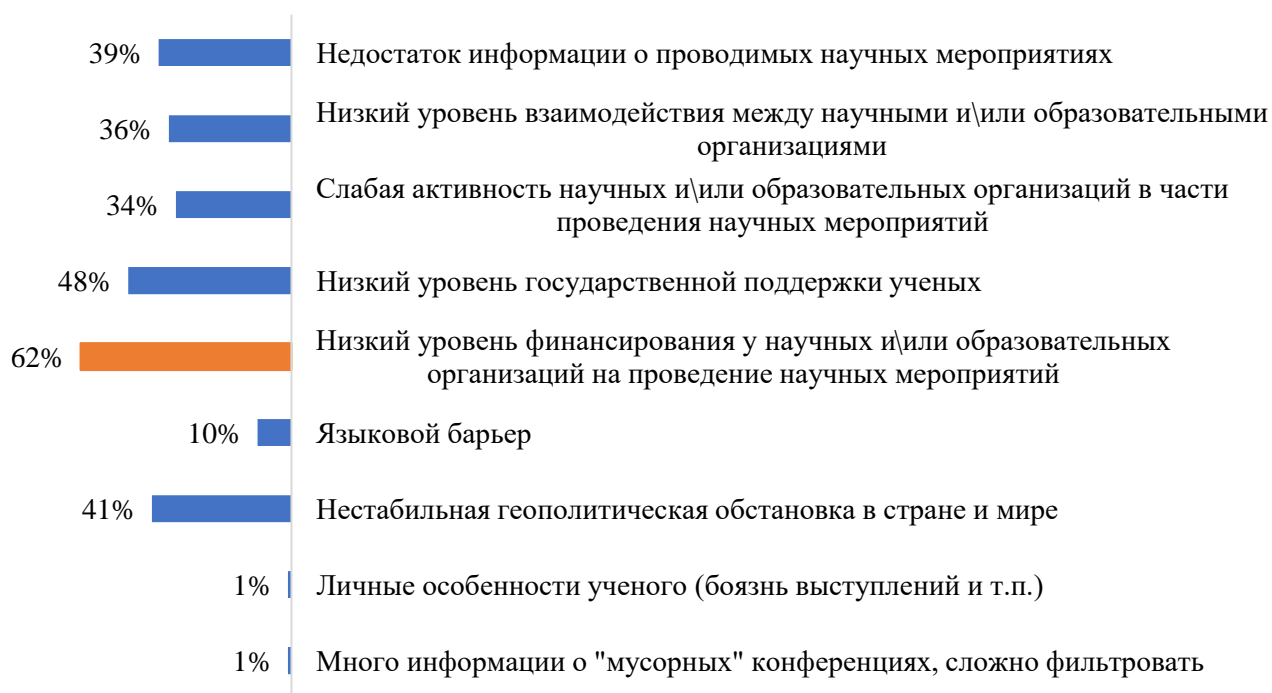 39% Недостаток информации о проводимых научных мероприятиях
36% Низкий уровень взаимодействия между научными и\или образовательными
организациями
34% Слабая активность научных и\или образовательных организаций в части
проведения научных мероприятий
48% Низкий уровень государственной поддержки ученых
62% Низкий уровень финансирования у научных и\или образовательных
организаций на проведение научных мероприятий
10% Языковой барьер
41% Нестабильная геополитическая обстановка в стране и мире
1% Личные особенности ученого (боязнь выступлений и т.п.)
1% Много информации о "мусорных" конференциях, сложно фильтровать